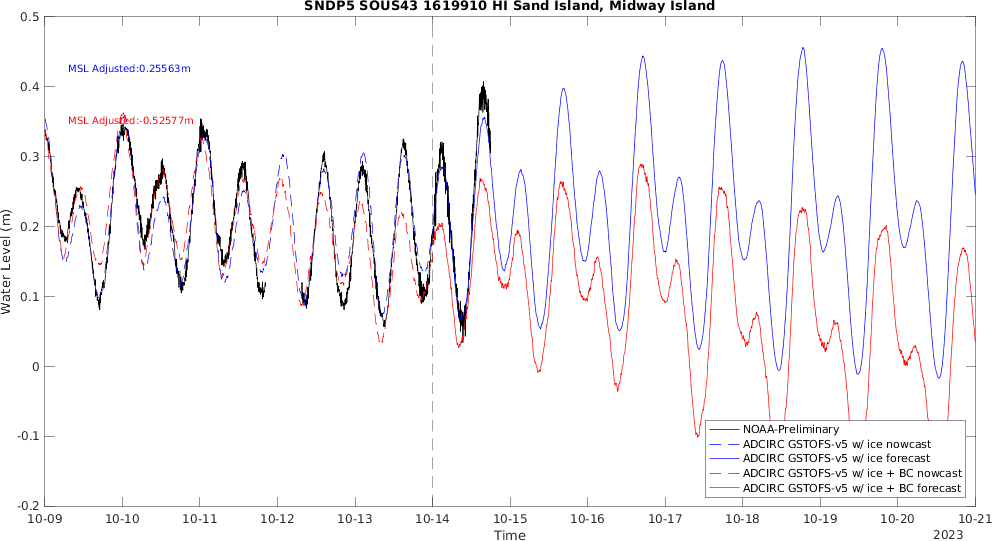 SNDP5 SOUS43 1619910 HI Sand Island, Midway Island
0.5
0.4
0.3
0.2
0.1
0
-0.1
-0.2
Water Level (m)
MSL Adjusted:0.25563m
MSL Adjusted:-0.52577m
NOAA-Preliminary
ADCIRC GSTOFS-v5 w/ ice nowcast
ADCIRC GSTOFS-v5 w/ ice forecast
ADCIRC GSTOFS-v5 w/ ice + BC nowcast
ADCIRC GSTOFS-v5 w/ ice + BC forecast
10-09 10-10 10-11 10-12 10-13 10-14 10-15 10-16 10-17 10-18 10-19 10-20 10-21
Time
2023